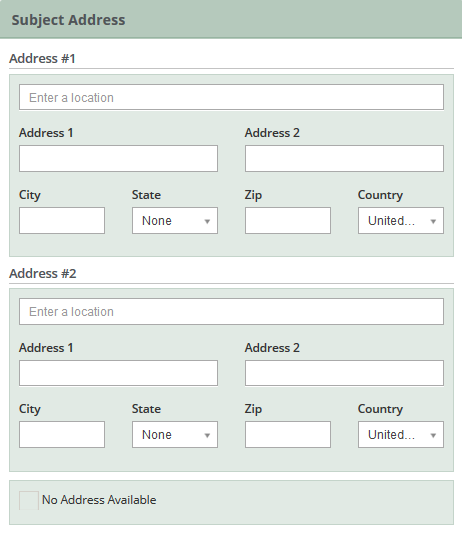 Subject Address
Address #1
Enter a location
Address 1 Address 2
City State Zip Country
None United...
Address #2
Enter a location
Address 1 Address 2
City State Zip Country
None United...
No Address Available